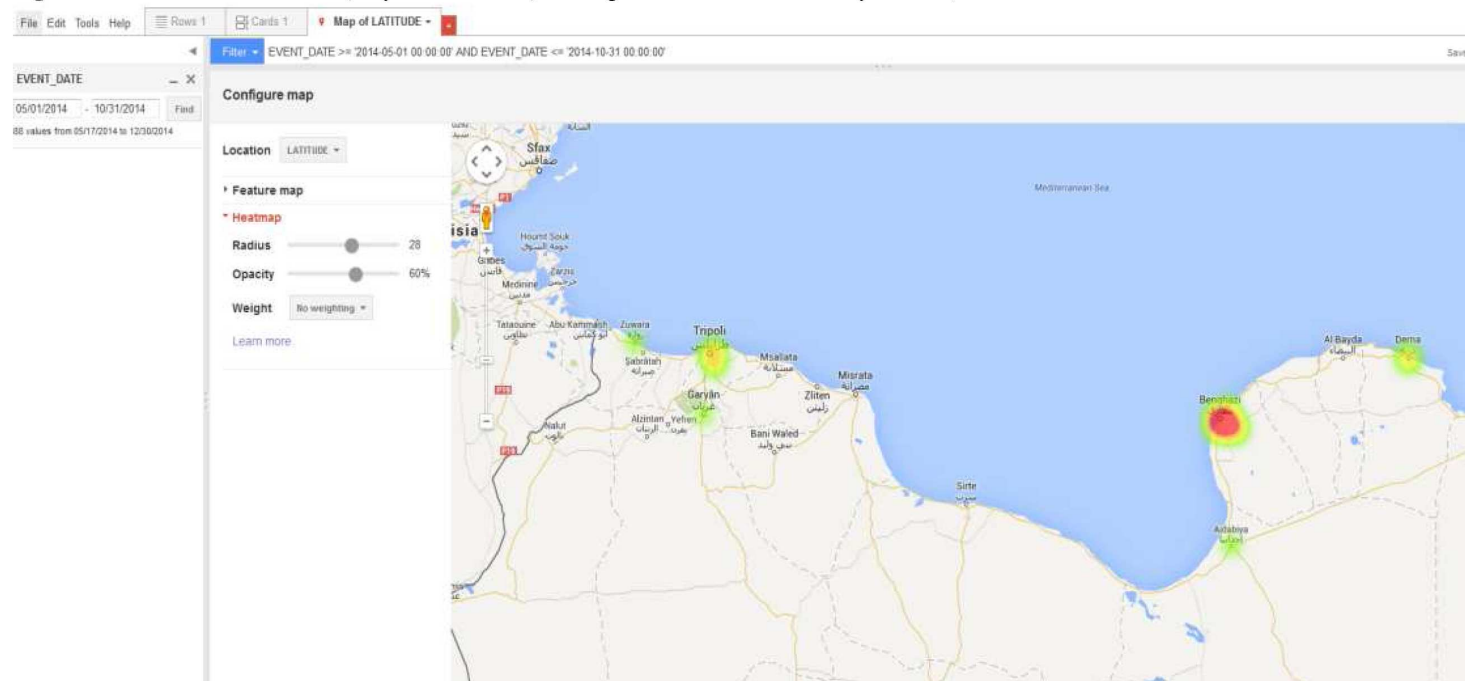 File Edit Tools Help
Rows 1
Cards 1
Map of LATITUDE
Filter EVENT_DATE >= '2014-05-01 00:00:00' AND EVENT_DATE <= '2014-10-31 00:00:00'
EVENT_DATE
05/01/2014 - 10/31/2014 Find
88 values from 05/17/2014 to 12/30/2014
Configure map
Location LATITUDE
Feature map
Heatmap
Radius 28
Opacity 60%
Weight No weighting
Learn more
Sfax
صفاقس
Mediterranean Sea
isia
Houmt Souk
حومة السوق
Gabes
قابس
Zarzis
جرجيس
Medinine
مدنين
Tataouine
تطاوين
Abu Kammash
أبو كماش
Zuwara
زوارة
Tripoli
طرابلس
Sabratah
صبراتة
Msallata
مسلاتة
Misrata
مصراتة
Garyan
غريان
Zliten
زليتن
Alzintan
الزنتان
Yefren
يفرن
Nalut
نالوت
Bani Waled
بني وليد
Sirte
سرت
Benghazi
Al Bayda
البيضاء
Derna
Ajdabiya